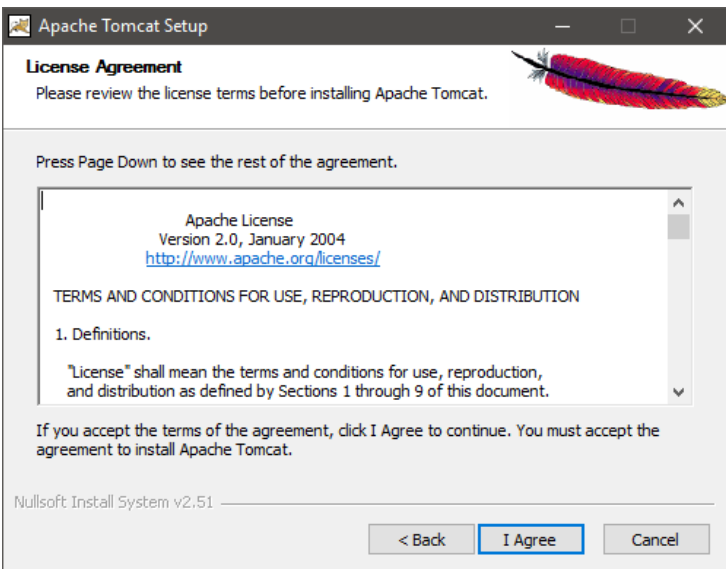 Apache Tomcat Setup
License Agreement
Please review the license terms before installing Apache Tomcat.
Press Page Down to see the rest of the agreement.
Apache License
Version 2.0, January 2004
http://www.apache.org/licenses/
TERMS AND CONDITIONS FOR USE, REPRODUCTION, AND DISTRIBUTION
1. Definitions.
"License" shall mean the terms and conditions for use, reproduction,
and distribution as defined by Sections 1 through 9 of this document.
If you accept the terms of the agreement, click I Agree to continue. You must accept the
agreement to install Apache Tomcat.
Nullsoft Install System v2.51
< Back I Agree Cancel